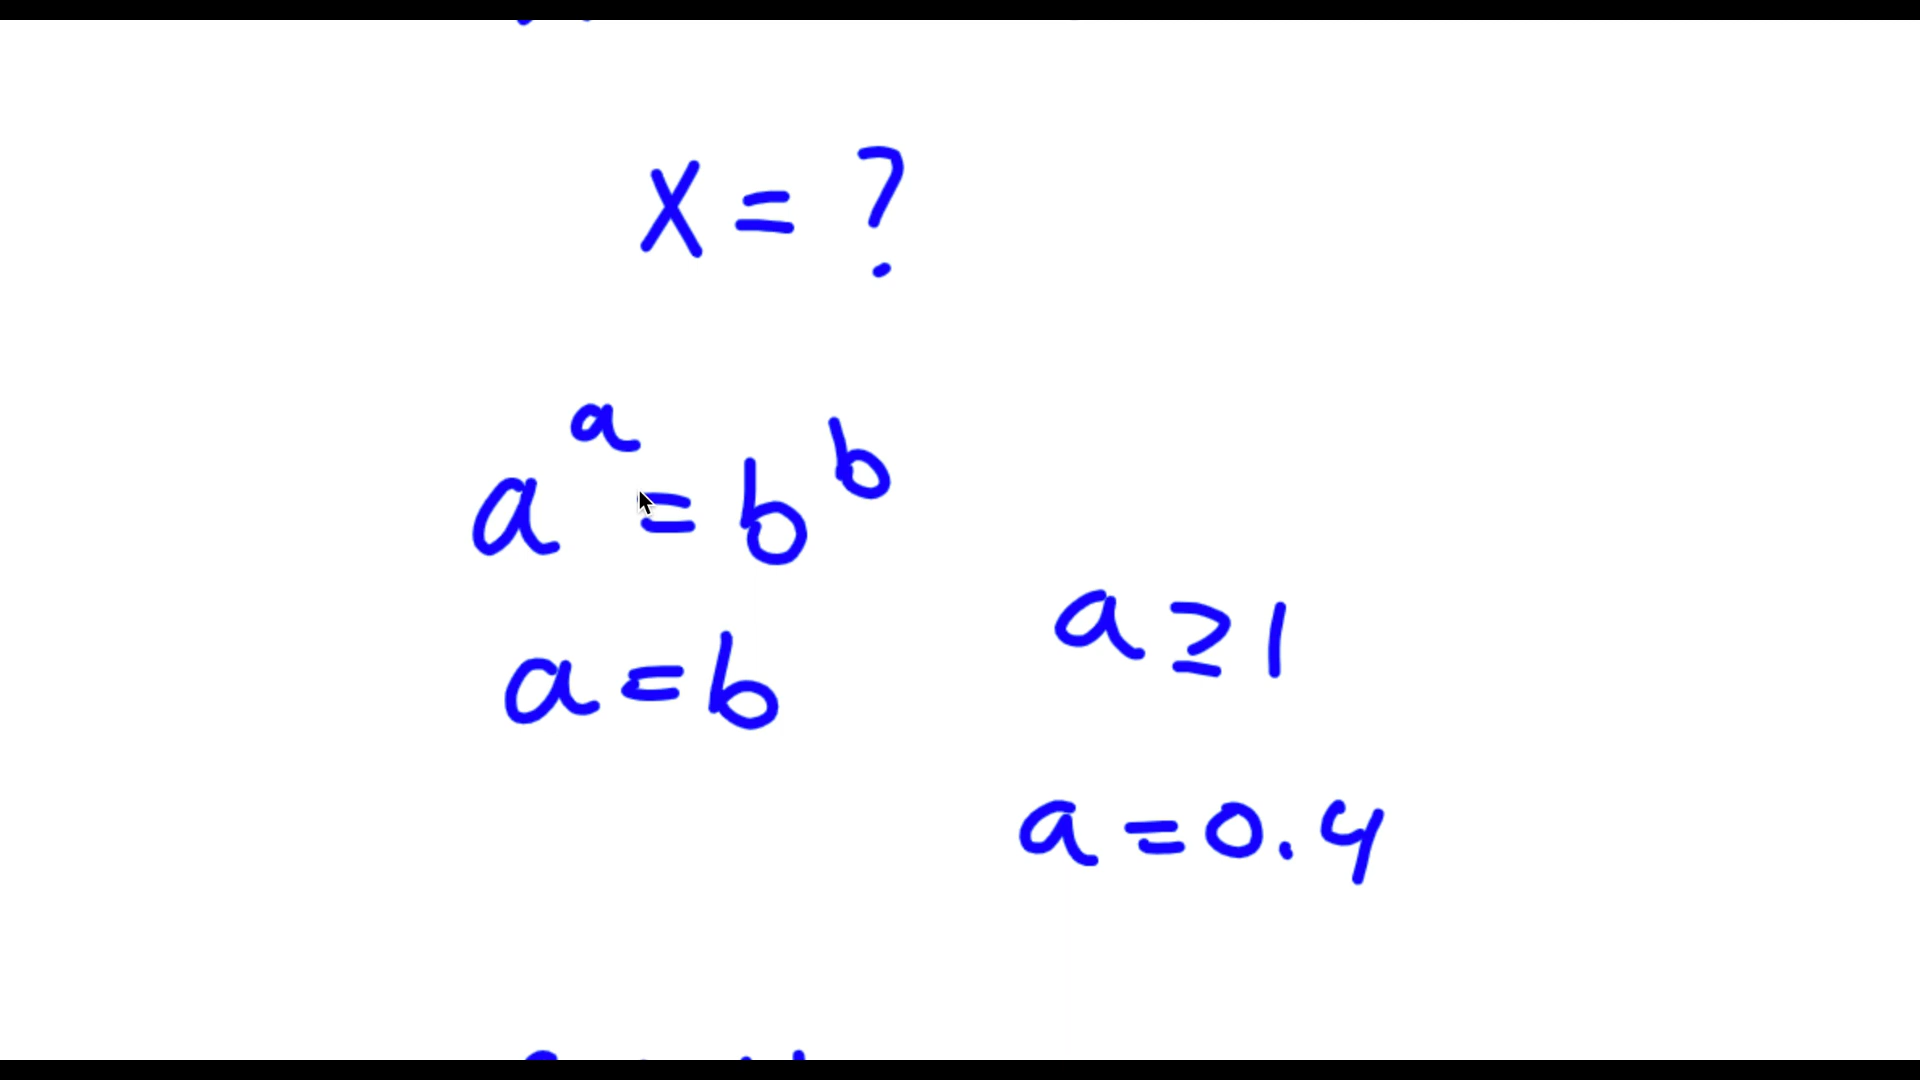 x = ?
a^a = b^b
a = b
a ≥ 1
a = 0.4